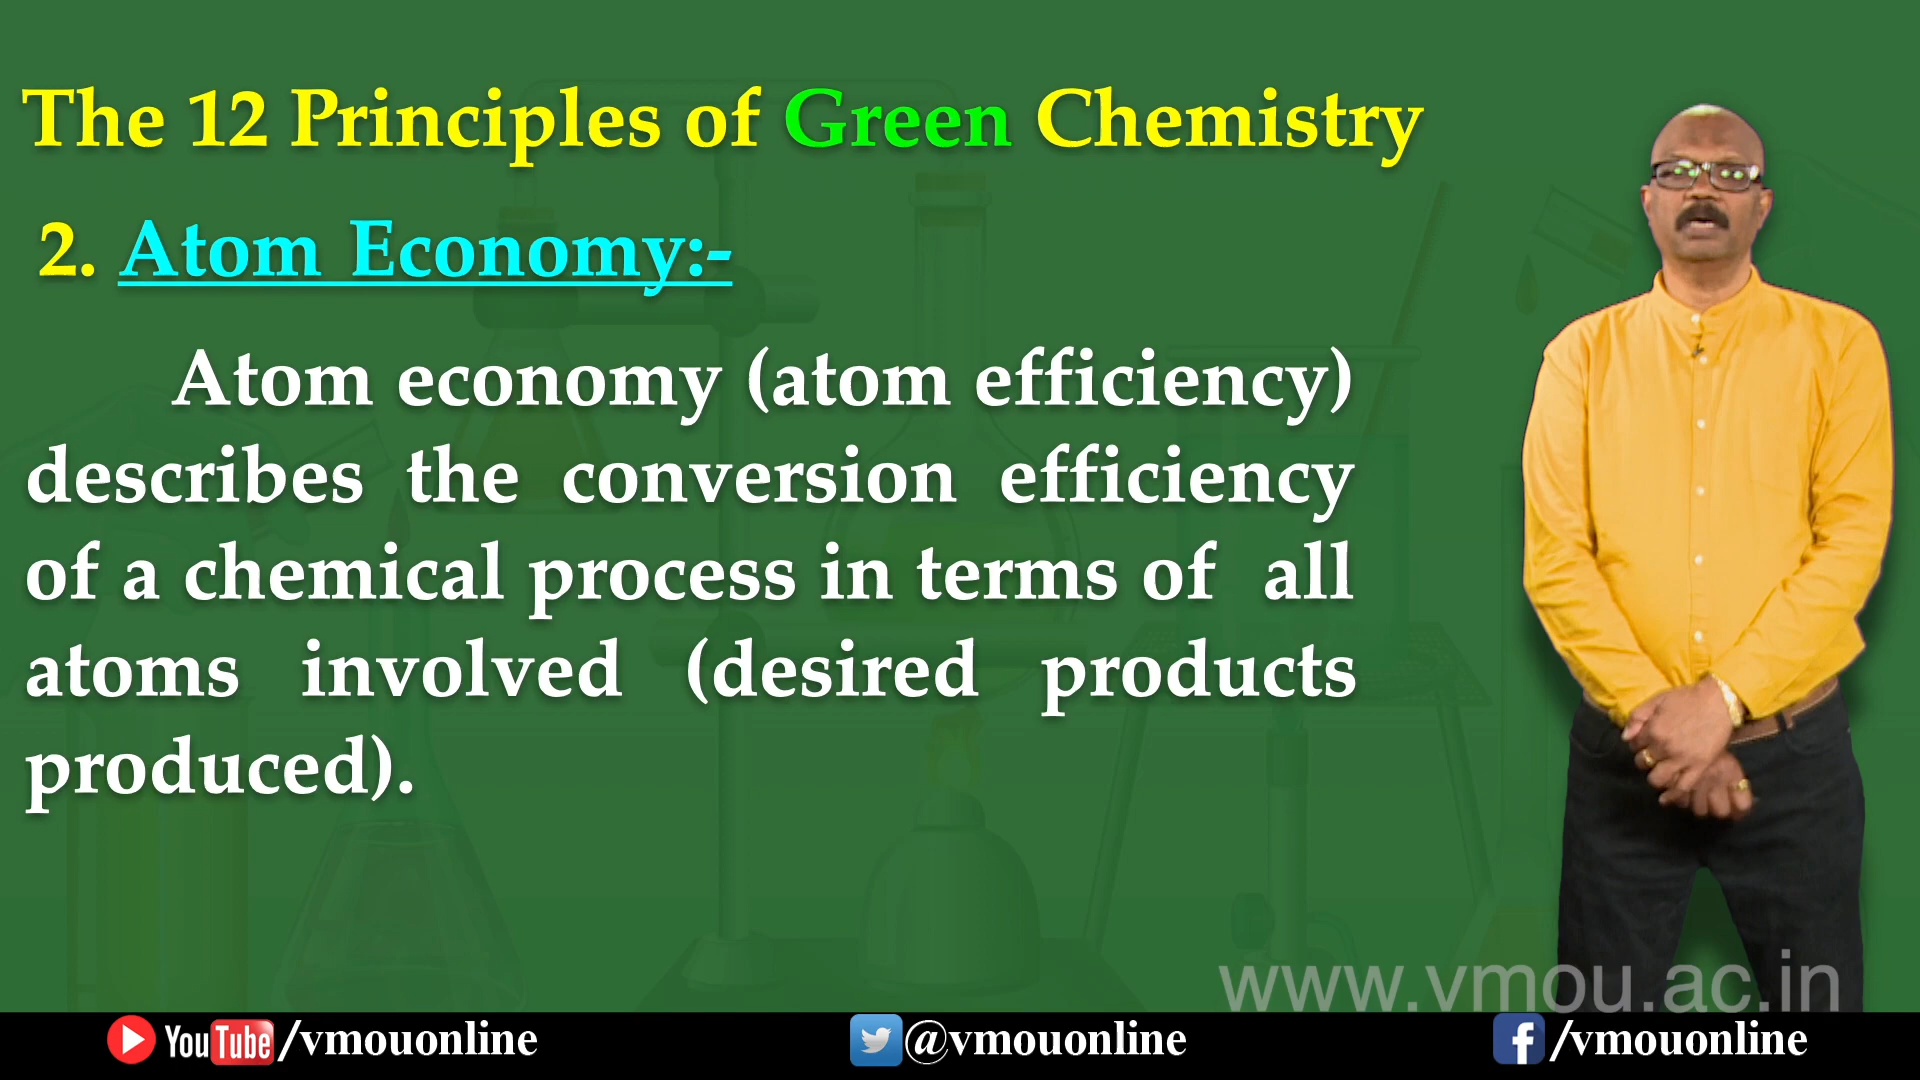 The 12 Principles of Green Chemistry
2. Atom Economy:-
Atom economy (atom efficiency)
describes the conversion efficiency
of a chemical process in terms of all
atoms involved (desired products
produced).
www.vmou.ac.in
YouTube /vmouonline
@vmouonline
f /vmouonline